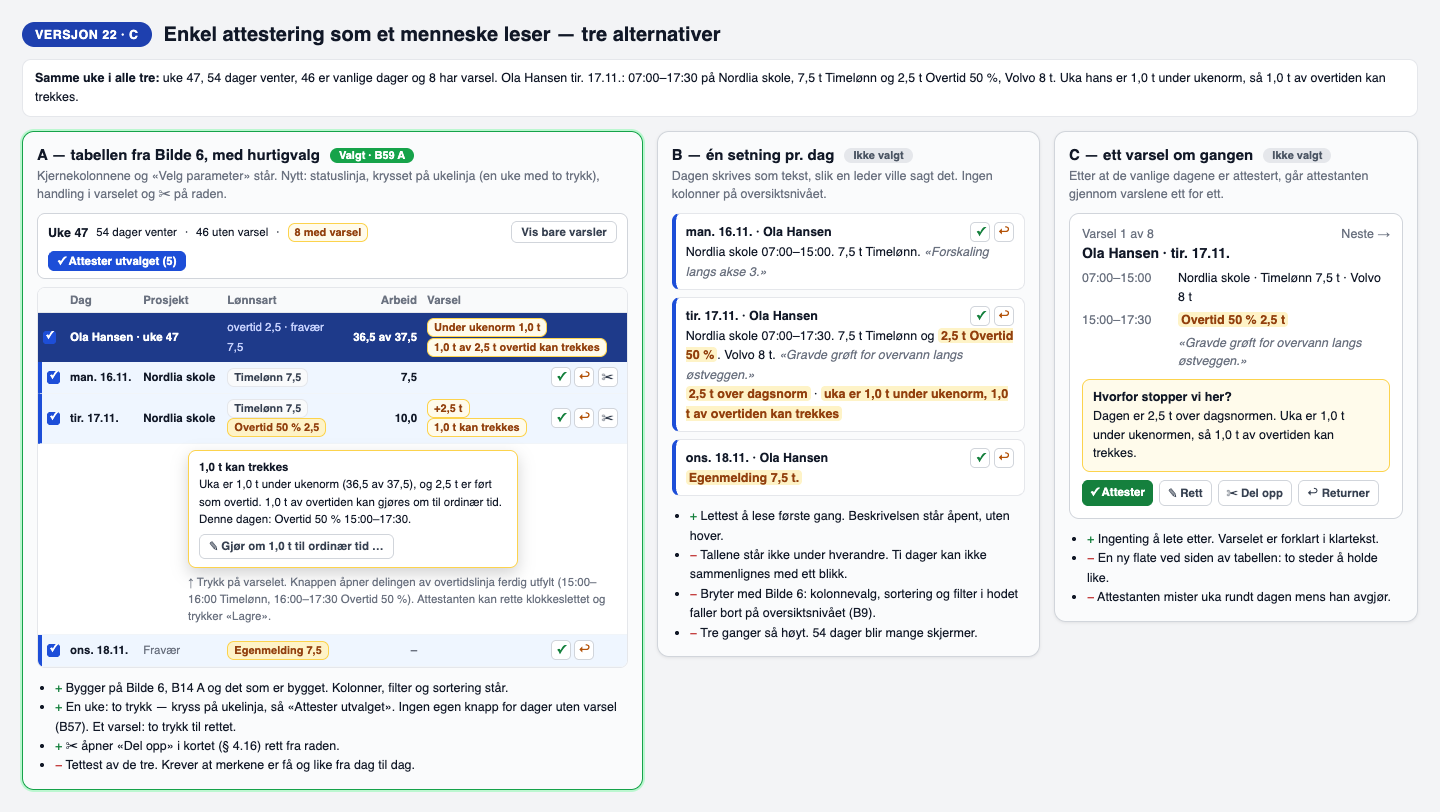 VERSJON 22 · C
Enkel attestering som et menneske leser — tre alternativer
Samme uke i alle tre: uke 47, 54 dager venter, 46 er vanlige dager og 8 har varsel. Ola Hansen tir. 17.11.: 07:00–17:30 på Nordlia skole, 7,5 t Timelønn og 2,5 t Overtid 50 %, Volvo 8 t. Uka hans er 1,0 t under ukenorm, så 1,0 t av overtiden kan
trekkes.
A — tabellen fra Bilde 6, med hurtigvalg
Valgt · B59 A
Kjernekolonnene og «Velg parameter» står. Nytt: statuslinja, krysset på ukelinja (en uke med to trykk),
handling i varselet og ✂ på raden.
Uke 47 54 dager venter · 46 uten varsel · 8 med varsel
Vis bare varsler
✓ Attester utvalget (5)
Dag Prosjekt Lønnsart Arbeid Varsel
Ola Hansen · uke 47
overtid 2,5 · fravær
7,5
36,5 av 37,5
Under ukenorm 1,0 t
1,0 t av 2,5 t overtid kan trekkes
man. 16.11. Nordlia skole Timelønn 7,5 7,5 ✓ ↩ ✂
tir. 17.11. Nordlia skole
Timelønn 7,5
Overtid 50 % 2,5
10,0
+2,5 t
1,0 t kan trekkes
✓ ↩ ✂
1,0 t kan trekkes
Uka er 1,0 t under ukenorm (36,5 av 37,5), og 2,5 t er ført
som overtid. 1,0 t av overtiden kan gjøres om til ordinær tid.
Denne dagen: Overtid 50 % 15:00–17:30.
✎ Gjør om 1,0 t til ordinær tid …
↑ Trykk på varselet. Knappen åpner delingen av overtidslinja ferdig utfylt (15:00–
16:00 Timelønn, 16:00–17:30 Overtid 50 %). Attestanten kan rette klokkeslettet og
trykker «Lagre».
ons. 18.11. Fravær Egenmelding 7,5 – ✓ ↩
• + Bygger på Bilde 6, B14 A og det som er bygget. Kolonner, filter og sortering står.
• + En uke: to trykk — kryss på ukelinja, så «Attester utvalget». Ingen egen knapp for dager uten varsel
(B57). Et varsel: to trykk til rettet.
• + ✂ åpner «Del opp» i kortet (§ 4.16) rett fra raden.
• – Tettest av de tre. Krever at merkene er få og like fra dag til dag.
B — én setning pr. dag
Ikke valgt
Dagen skrives som tekst, slik en leder ville sagt det. Ingen
kolonner på oversiktsnivået.
man. 16.11. · Ola Hansen ✓ ↩
Nordlia skole 07:00–15:00. 7,5 t Timelønn. «Forskaling
langs akse 3.»
tir. 17.11. · Ola Hansen ✓ ↩
Nordlia skole 07:00–17:30. 7,5 t Timelønn og 2,5 t Overtid
50 % . Volvo 8 t. «Gravde grøft for overvann langs
østveggen.»
2,5 t over dagsnorm · uka er 1,0 t under ukenorm, 1,0
t av overtiden kan trekkes
ons. 18.11. · Ola Hansen ✓ ↩
Egenmelding 7,5 t.
• + Lettest å lese første gang. Beskrivelsen står åpent, uten
hover.
• – Tallene står ikke under hverandre. Ti dager kan ikke
sammenlignes med ett blikk.
• – Bryter med Bilde 6: kolonnevalg, sortering og filter i hodet
faller bort på oversiktsnivå (B9).
• – Tre ganger så høyt. 54 dager blir mange skjermer.
C — ett varsel om gangen
Ikke valgt
Etter at de vanlige dagene er attestert, går attestanten
gjennom varslene ett for ett.
Varsel 1 av 8 Neste →
Ola Hansen · tir. 17.11.
07:00–15:00 Nordlia skole · Timelønn 7,5 t · Volvo
8 t
15:00–17:30 Overtid 50 % 2,5 t
«Gravde grøft for overvann langs
østveggen.»
Hvorfor stopper vi her?
Dagen er 2,5 t over dagsnormen. Uka er 1,0 t
under ukenormen, så 1,0 t av overtiden kan
trekkes.
✓ Attester ✎ Rett ✂ Del opp ↩ Returner
• + Ingenting å lete etter. Varselet er forklart i klartekst.
• – En ny flate ved siden av tabellen: to steder å holde
like.
• – Attestanten mister uka rundt dagen mens han avgjør.